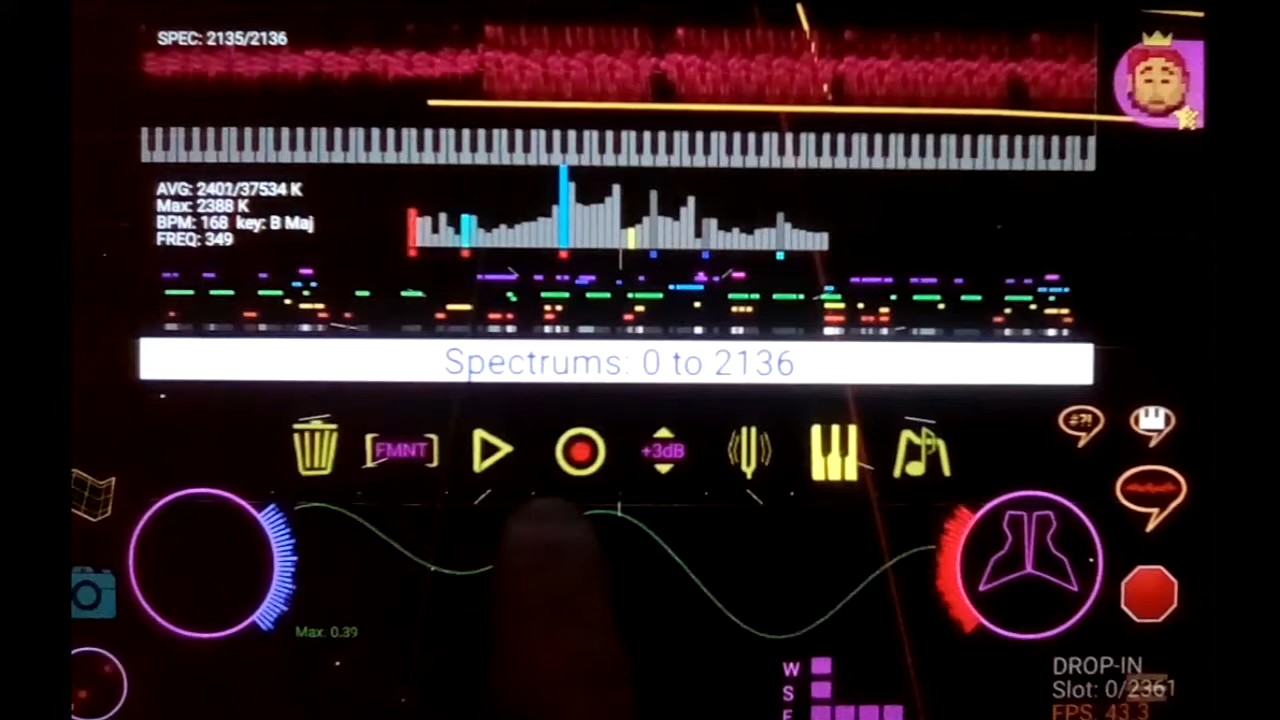 SPEC: 2135/2136
AVG: 2401/37534 K
Max: 2388 K
BPM: 168 key: B Maj
FREQ: 349
Spectrums: 0 to 2136
[FMNT]
+3dB
#?!
Max. 0.39
W
S
DROP-IN
Slot: 0/2361
FPS: 43.3